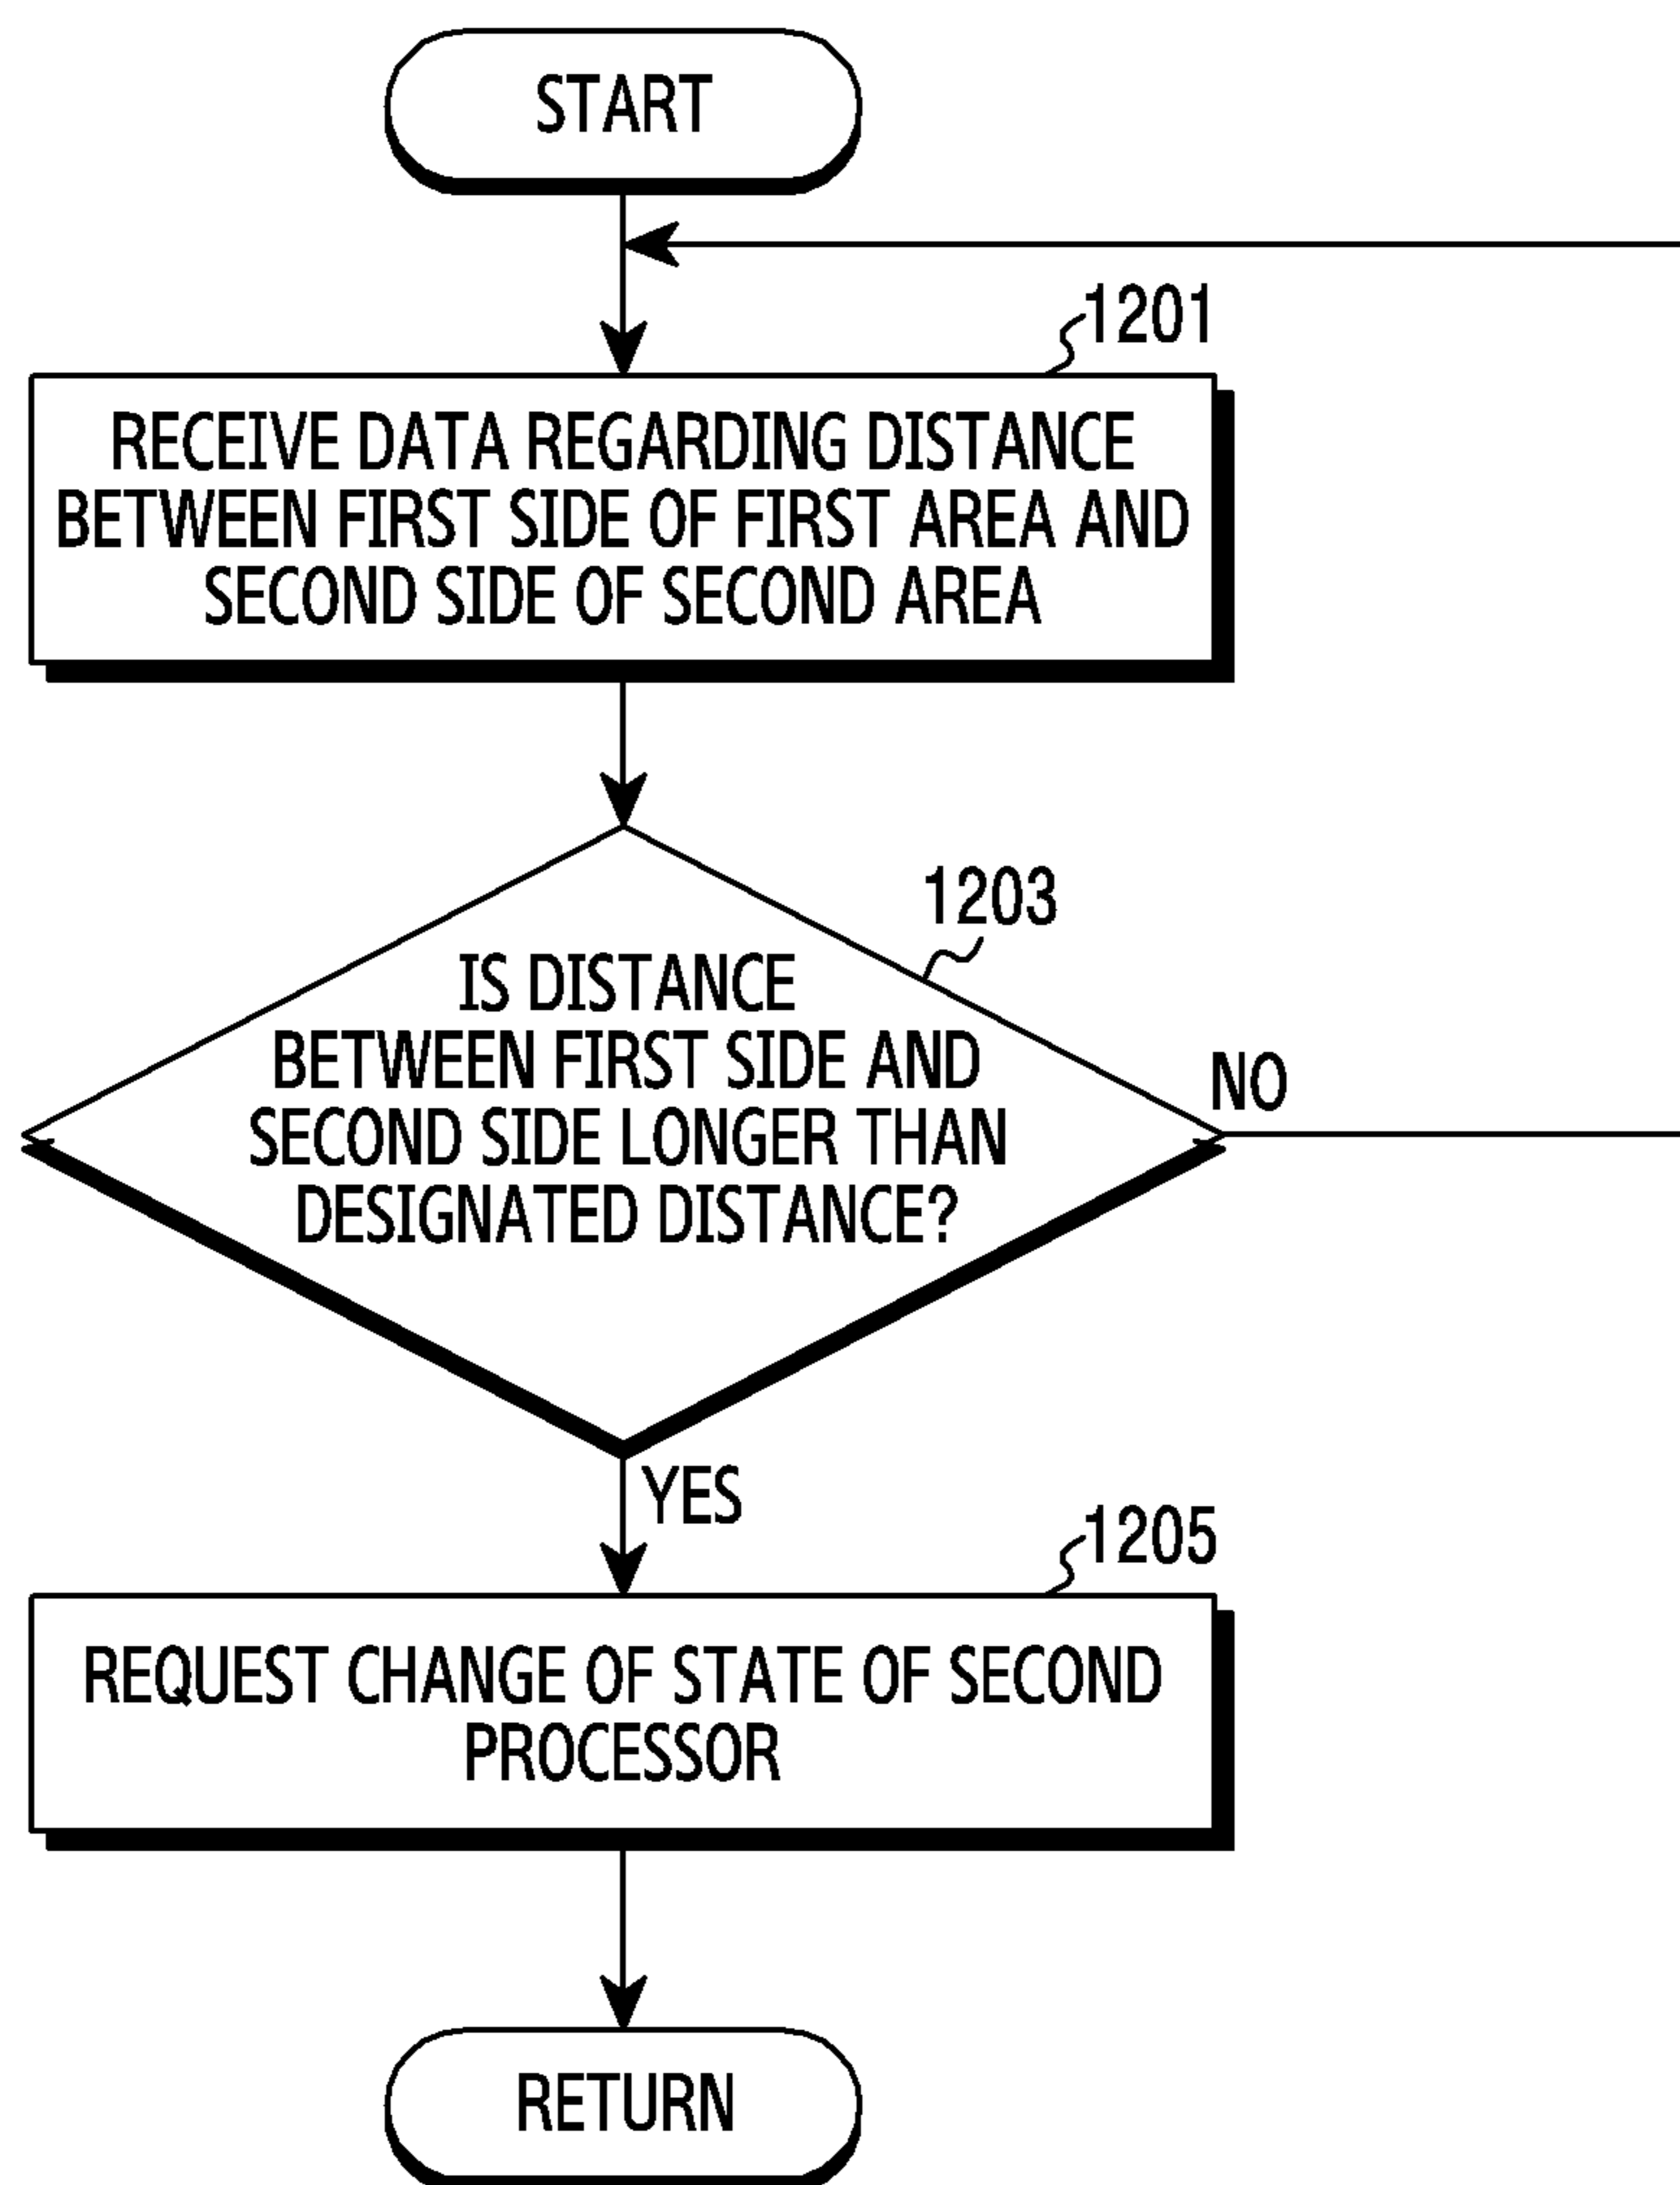 START
1201
RECEIVE DATA REGARDING DISTANCE
BETWEEN FIRST SIDE OF FIRST AREA AND
SECOND SIDE OF SECOND AREA
1203
IS DISTANCE
BETWEEN FIRST SIDE AND
SECOND SIDE LONGER THAN
DESIGNATED DISTANCE?
NO
YES
1205
REQUEST CHANGE OF STATE OF SECOND
PROCESSOR
RETURN